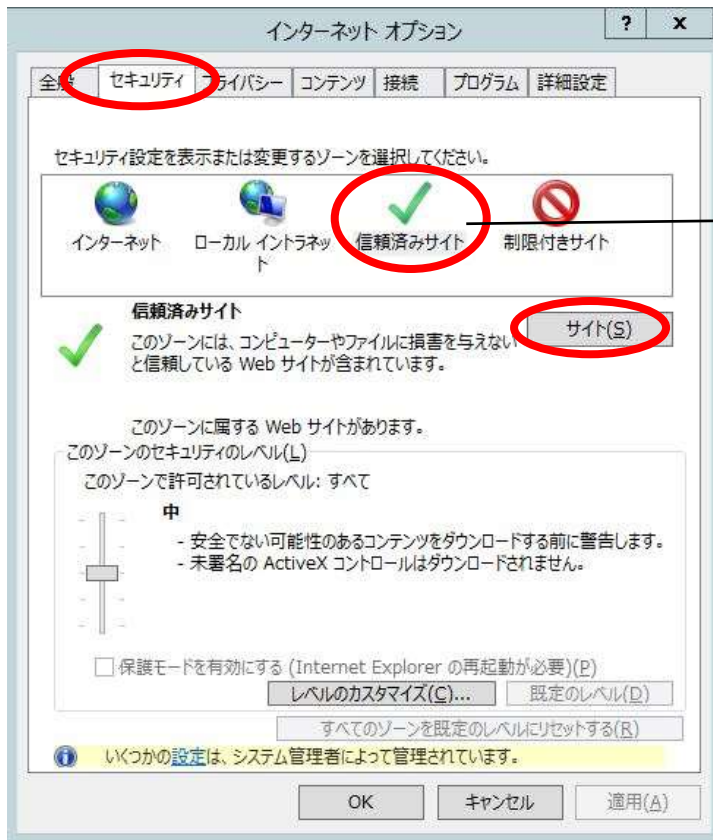 インターネット オプション
? x
全般 セキュリティ プライバシー コンテンツ 接続 プログラム 詳細設定
セキュリティ設定を表示または変更するゾーンを選択してください。
インターネット ローカル イントラネッ 信頼済みサイト 制限付きサイト
ト
信頼済みサイト
サイト(S)
このゾーンには、コンピューターやファイルに損害を与えない
と信頼している Web サイトが含まれています。
このゾーンに属する Web サイトがあります。
このゾーンのセキュリティのレベル(L)
このゾーンで許可されているレベル: すべて
中
- 安全でない可能性のあるコンテンツをダウンロードする前に警告します。
- 未署名の ActiveX コントロールはダウンロードされません。
保護モードを有効にする (Internet Explorer の再起動が必要)(P)
レベルのカスタマイズ(C)... 既定のレベル(D)
すべてのゾーンを既定のレベルにリセットする(R)
いくつかの設定は、システム管理者によって管理されています。
OK キャンセル 適用(A)